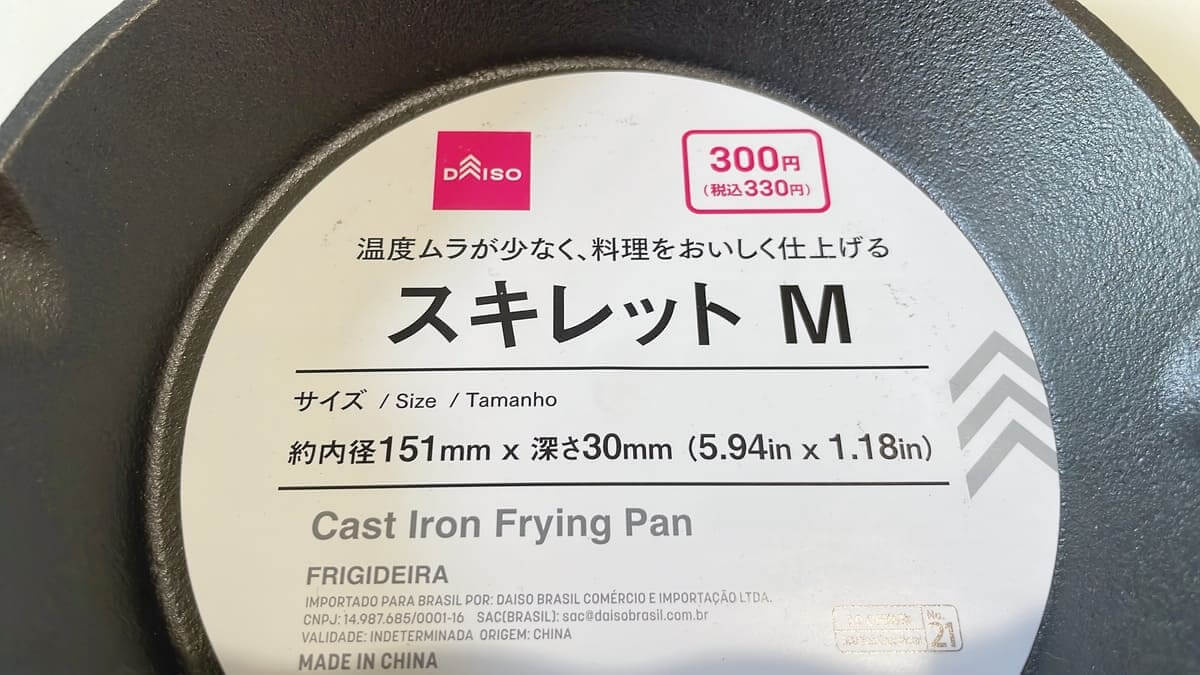 DAISO
300円
(税込330円)
温度ムラが少なく、料理をおいしく仕上げる
スキレット M
サイズ / Size / Tamanho
約内径151mm x 深さ30mm (5.94in x 1.18in)
Cast Iron Frying Pan
FRIGIDEIRA
IMPORTADO PARA BRASIL POR: DAISO BRASIL COMÉRCIO E IMPORTAÇÃO LTDA.
CNPJ: 14.987.685/0001-16 SAC(BRASIL): sac@daisobrasil.com.br
VALIDADE: INDETERMINADA ORIGEM: CHINA
MADE IN CHINA
No.
21